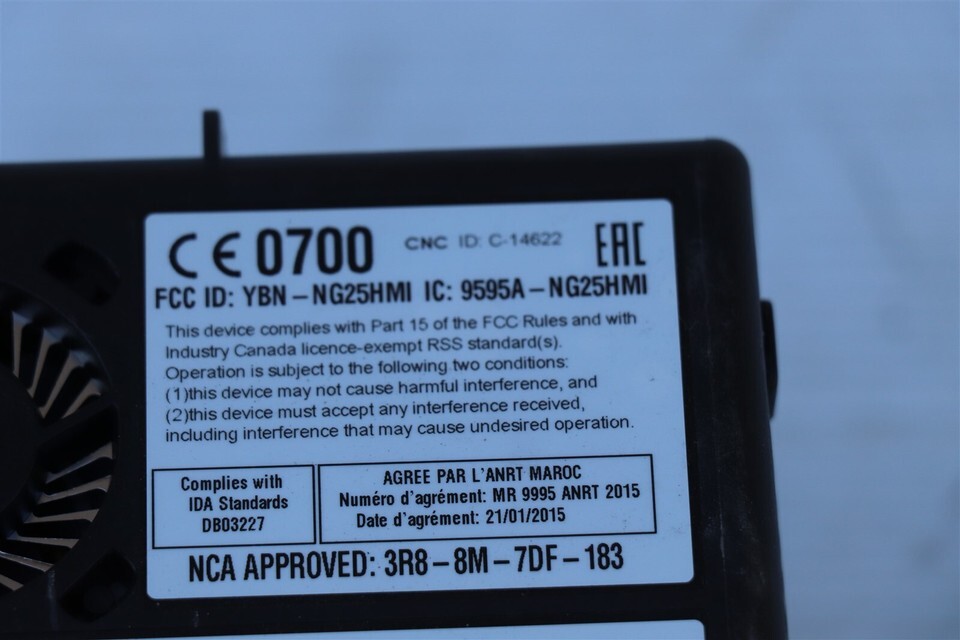 CE 0700 CNC ID: C-14622 EAC
FCC ID: YBN – NG25HMI IC: 9595A – NG25HMI
This device complies with Part 15 of the FCC Rules and with
Industry Canada licence-exempt RSS standard(s).
Operation is subject to the following two conditions:
(1)this device may not cause harmful interference, and
(2)this device must accept any interference received,
including interference that may cause undesired operation.
Complies with
IDA Standards
DB03227
AGREE PAR L'ANRT MAROC
Numéro d'agrément: MR 9995 ANRT 2015
Date d'agrément: 21/01/2015
NCA APPROVED: 3R8 – 8M – 7DF – 183